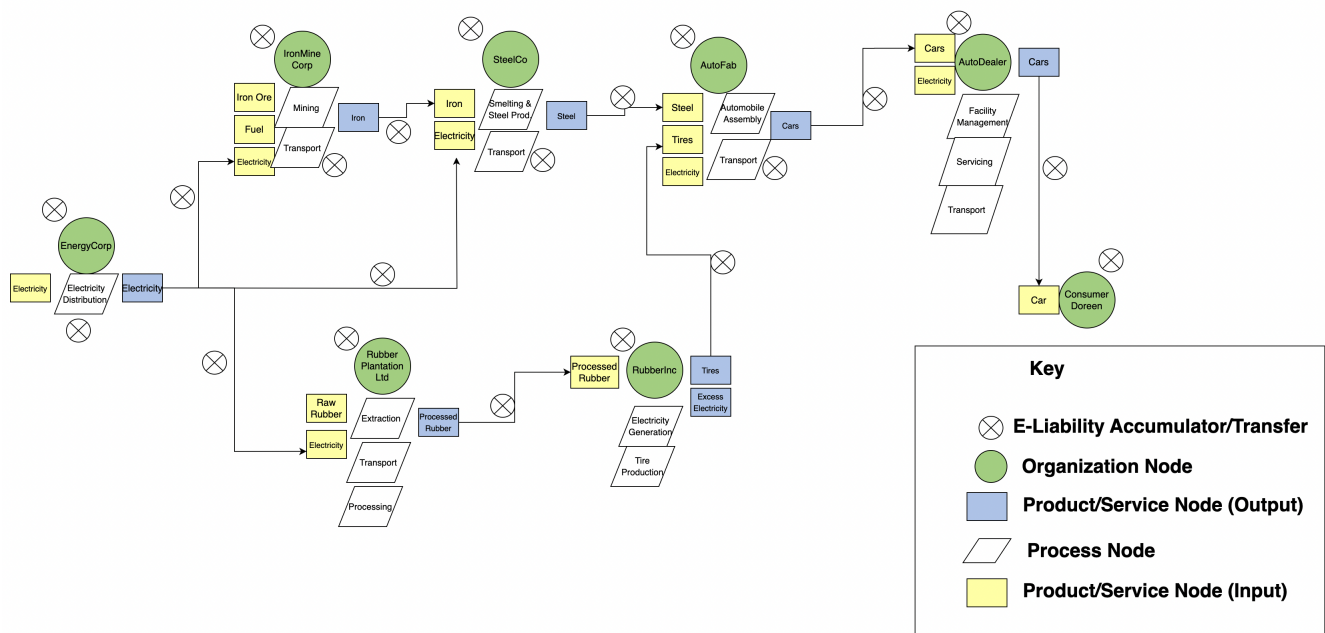 IronMine
Corp
Iron Ore
Fuel
Electricity
Mining
Transport
Iron
SteelCo
Iron
Electricity
Smelting &
Steel Prod.
Transport
Steel
AutoFab
Steel
Tires
Electricity
Automobile
Assembly
Transport
Cars
Cars
Electricity
AutoDealer
Cars
Facility
Management
Servicing
Transport
EnergyCorp
Electricity
Electricity
Distribution
Electricity
Car
Consumer
Doreen
Rubber
Plantation
Ltd
Raw
Rubber
Electricity
Extraction
Transport
Processing
Processed
Rubber
Processed
Rubber
RubberInc
Electricity
Generation
Tire
Production
Tires
Excess
Electricity
Key
E-Liability Accumulator/Transfer
Organization Node
Product/Service Node (Output)
Process Node
Product/Service Node (Input)